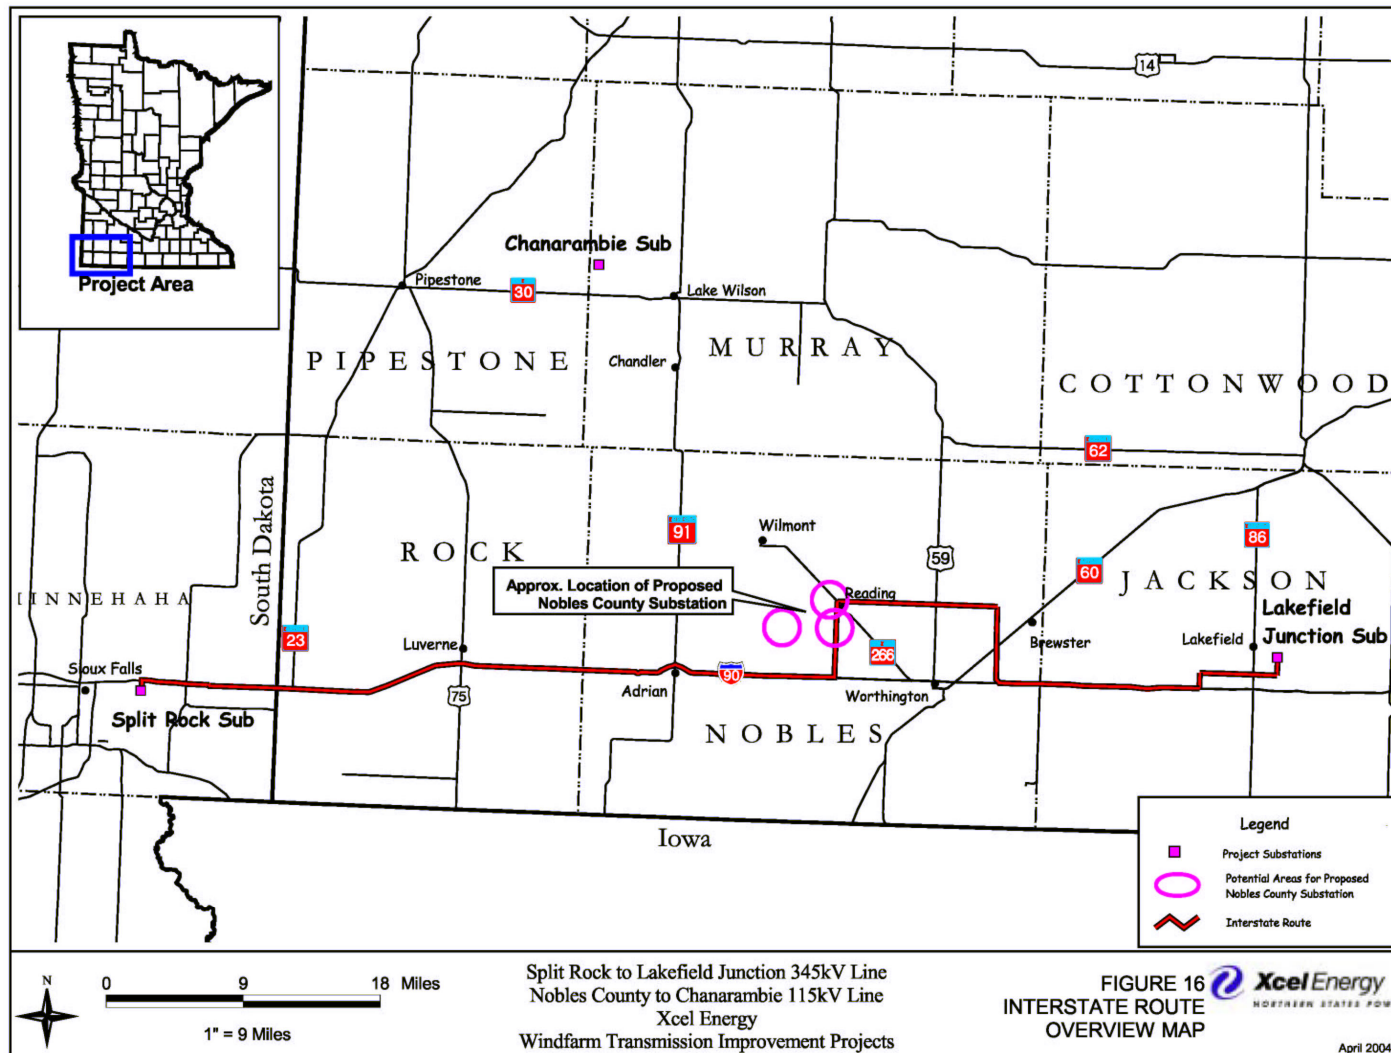 14
Chanarambie Sub
Project Area
Pipestone
30
Lake Wilson
PIPESTONE
Chandler
MURRAY
COTTONWOOD
62
South Dakota
91
Wilmont
86
ROCK
59
60
JACKSON
Approx. Location of Proposed
Nobles County Substation
Reading
INNEHAHA
Lakefield
Junction Sub
23
Luverne
266
Brewster
Lakefield
Sioux Falls
90
75
Adrian
Worthington
Split Rock Sub
NOBLES
Iowa
Legend
Project Substations
Potential Areas for Proposed
Nobles County Substation
Interstate Route
N
0 9 18 Miles
1" = 9 Miles
Split Rock to Lakefield Junction 345kV Line
Nobles County to Chanarambie 115kV Line
Xcel Energy
Windfarm Transmission Improvement Projects
FIGURE 16
INTERSTATE ROUTE
OVERVIEW MAP
Xcel Energy
NORTHERN STATES POW
April 2004